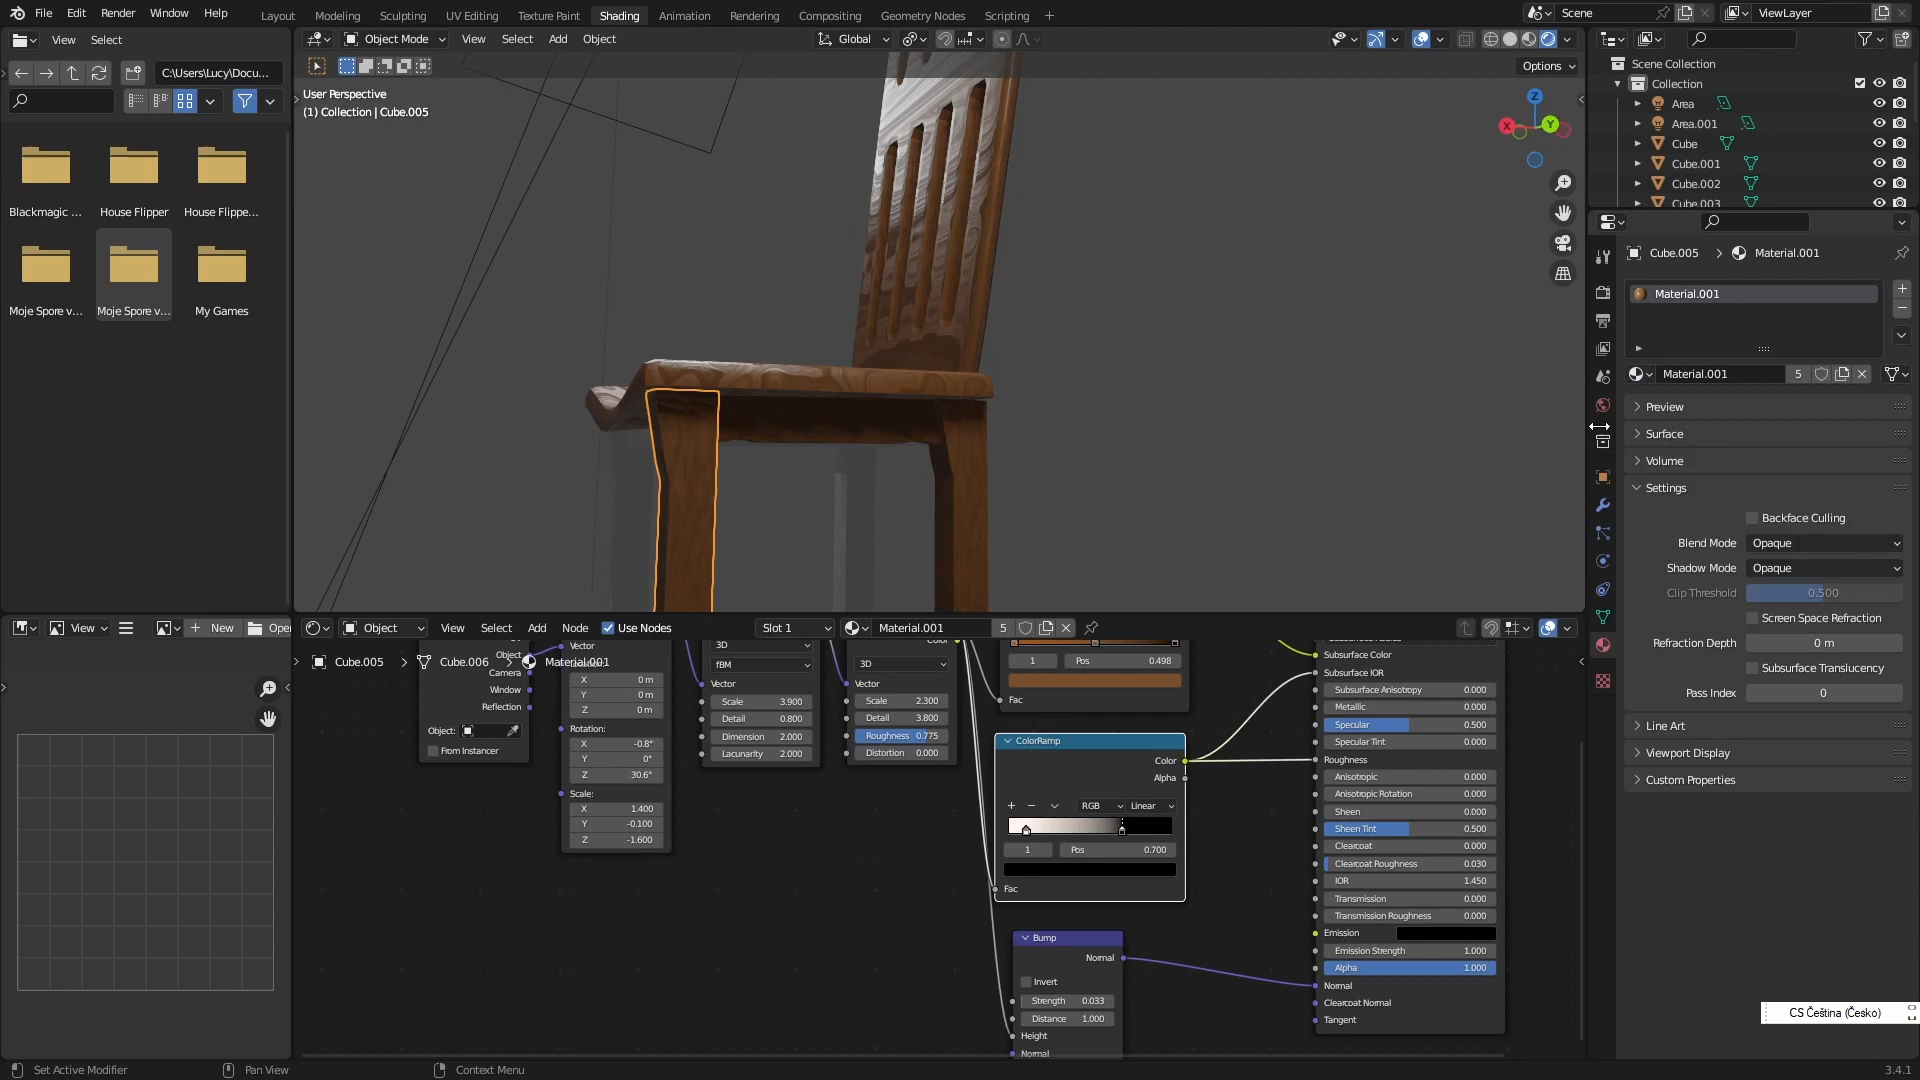 File Edit Render Window Help Layout Modeling Sculpting UV Editing Texture Paint Shading Animation Rendering Compositing Geometry Nodes Scripting + Scene ViewLayer
View Select
Object Mode View Select Add Object Global
C:\Users\Lucy\Docu...
Options
User Perspective
(1) Collection | Cube.005
Z
X
Y
Blackmagic ... House Flipper House Flippe...
Moje Spore v... Moje Spore v... My Games
Scene Collection
Collection
Area
Area.001
Cube
Cube.001
Cube.002
Cube.003
Cube.005 > Material.001
Material.001
Material.001 5
Preview
Surface
Volume
Settings
Backface Culling
Blend Mode Opaque
Shadow Mode Opaque
Clip Threshold 0.500
Screen Space Refraction
Refraction Depth 0 m
Subsurface Translucency
Pass Index 0
Line Art
Viewport Display
Custom Properties
View + New Open
Object View Select Add Node Use Nodes Slot 1 Material.001 5
Cube.005 > Cube.006 > Material.001
Object
Camera
Window
Reflection
Object:
From Instancer
Vector
X 0 m
Y 0 m
Z 0 m
Rotation:
X -0.8°
Y 0°
Z 30.6°
Scale:
X 1.400
Y -0.100
Z -1.600
3D
fBM
Vector
Scale 3.900
Detail 0.800
Dimension 2.000
Lacunarity 2.000
Color
3D
Vector
Scale 2.300
Detail 3.800
Roughness 0.775
Distortion 0.000
1 Pos 0.498
Fac
ColorRamp
Color
Alpha
RGB Linear
1 Pos 0.700
Fac
Bump
Normal
Invert
Strength 0.033
Distance 1.000
Height
Normal
Subsurface Color
Subsurface IOR
Subsurface Anisotropy 0.000
Metallic 0.000
Specular 0.500
Specular Tint 0.000
Roughness
Anisotropic 0.000
Anisotropic Rotation 0.000
Sheen 0.000
Sheen Tint 0.500
Clearcoat 0.000
Clearcoat Roughness 0.030
IOR 1.450
Transmission 0.000
Transmission Roughness 0.000
Emission
Emission Strength 1.000
Alpha 1.000
Normal
Clearcoat Normal
Tangent
CS Čeština (Česko)
Set Active Modifier Pan View Context Menu 3.4.1